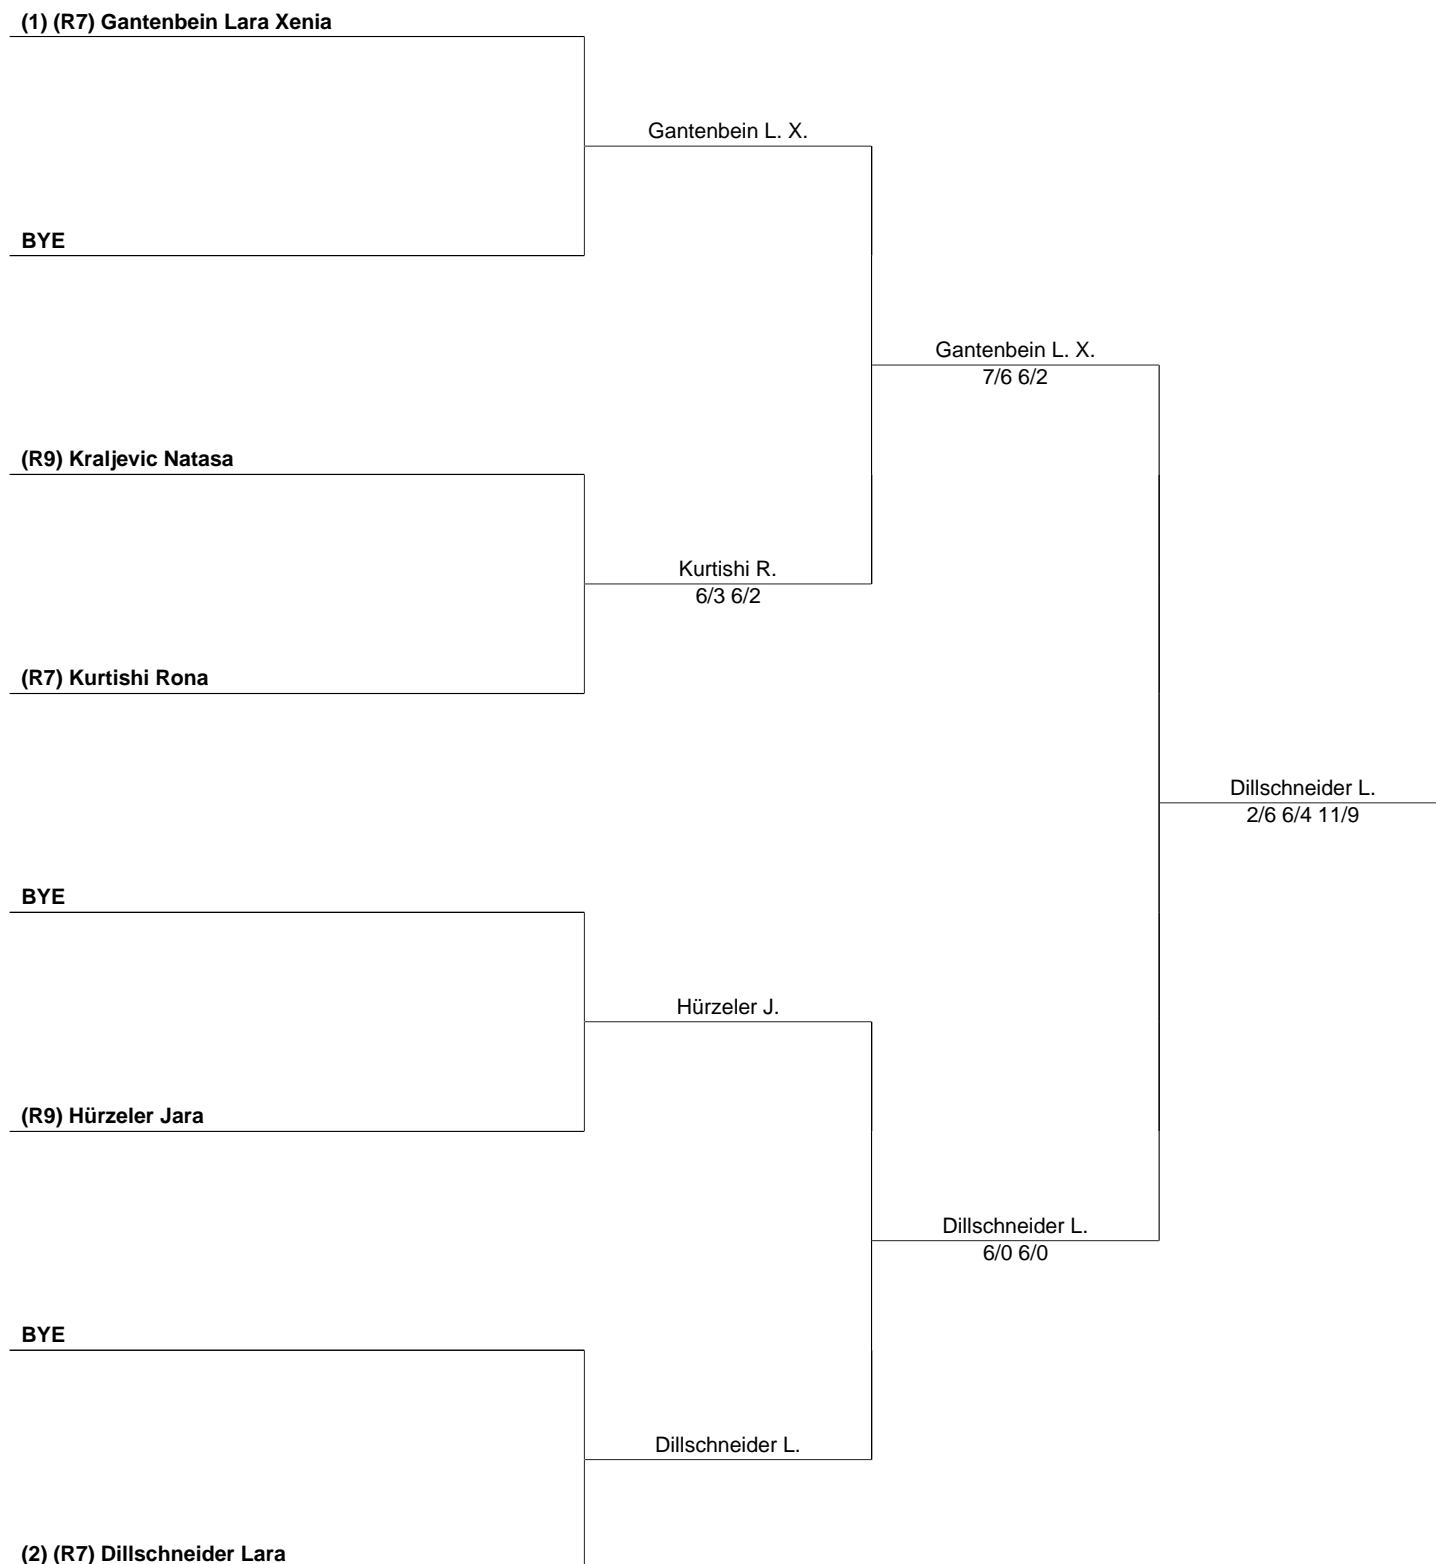 (1) (R7) Gantenbein Lara Xenia
Gantenbein L. X.
BYE
Gantenbein L. X.
7/6 6/2
(R9) Kraljevic Natasa
Kurtishi R.
6/3 6/2
(R7) Kurtishi Rona
Dillschneider L.
2/6 6/4 11/9
BYE
Hürzeler J.
(R9) Hürzeler Jara
Dillschneider L.
6/0 6/0
BYE
Dillschneider L.
(2) (R7) Dillschneider Lara